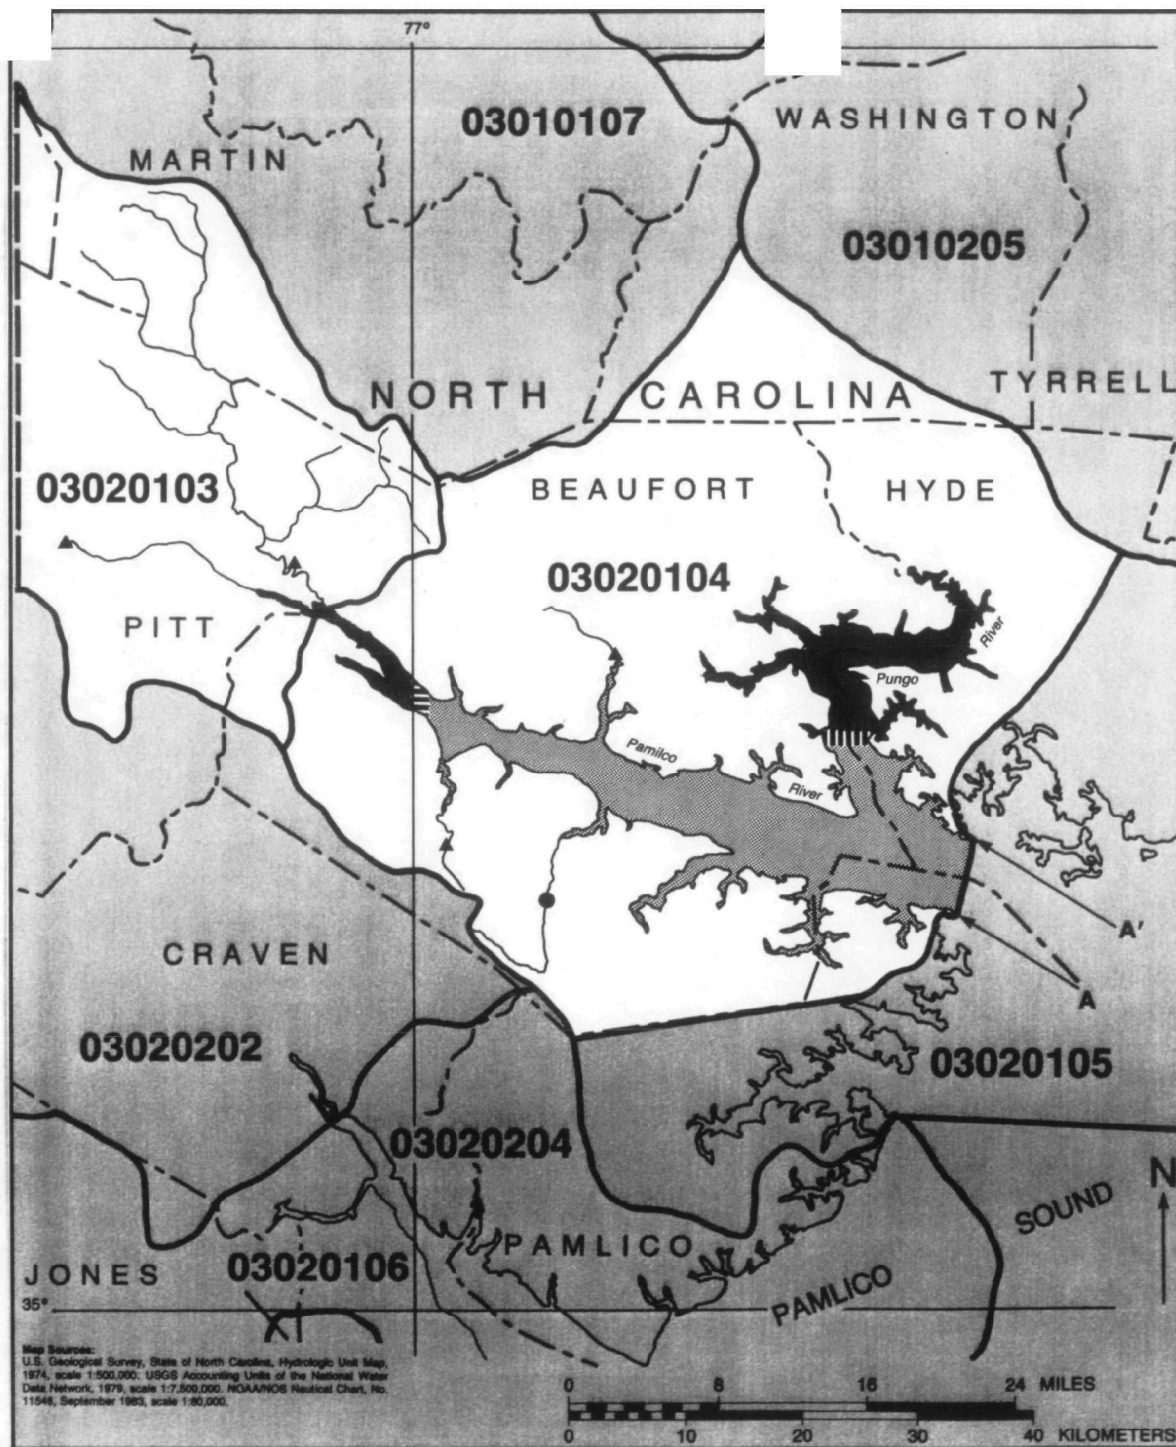 77°
03010107
WASHINGTON
MARTIN
03010205
NORTH CAROLINA
TYRRELL
03020103
BEAUFORT
HYDE
03020104
PITT
River
Pungo
Pamilco
River
A'
CRAVEN
A
03020202
03020105
03020204
N
SOUND
PAMLICO
JONES
03020106
PAMLICO
35°
Map Sources:
U.S. Geological Survey, State of North Carolina, Hydrologic Unit Map,
1974, scale 1:500,000. USGS Accounting Units of the National Water
Data Network, 1979, scale 1:7,500,000. NOAA/NOS Nautical Chart, No.
11548, September 1983, scale 1:80,000.
0 8 16 24 MILES
0 10 20 30 40 KILOMETERS